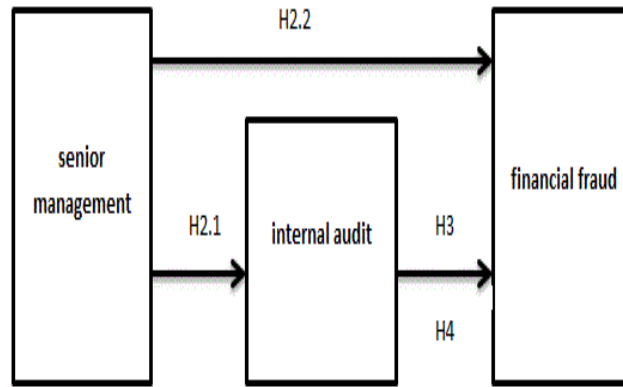 H2.2
senior
management
financial fraud
H2.1
internal audit
H3
H4